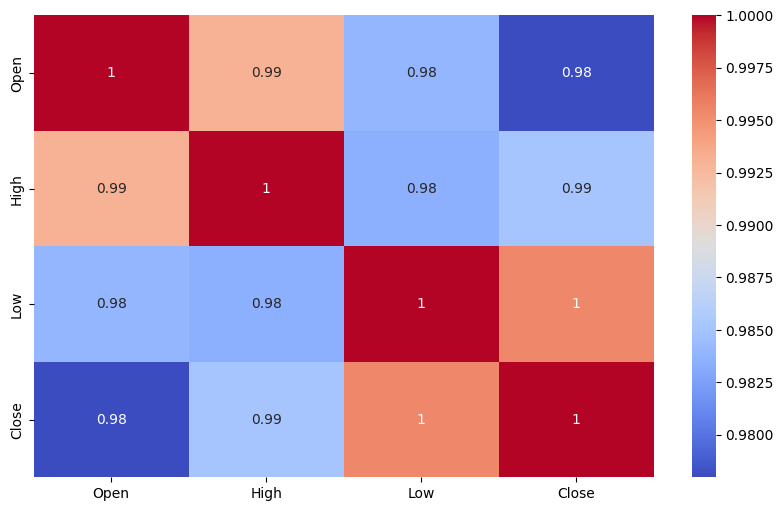 Open 1 0.99 0.98 0.98
High 0.99 1 0.98 0.99
Low 0.98 0.98 1 1
Close 0.98 0.99 1 1
Open High Low Close
1.0000
0.9975
0.9950
0.9925
0.9900
0.9875
0.9850
0.9825
0.9800